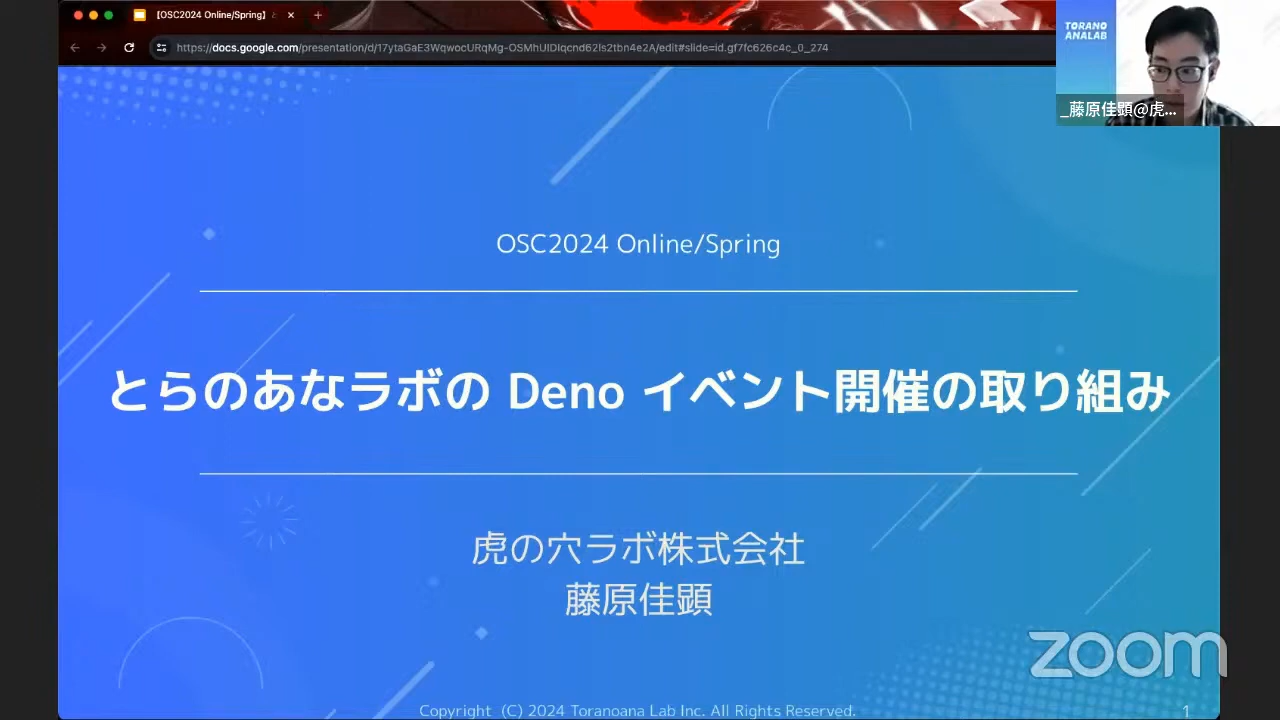 【OSC2024 Online/Spring】と
https://docs.google.com/presentation/d/17ytaGaE3WqwocURqMg-OSMhUIDlqcnd62ls2tbn4e2A/edit#slide=id.gf7fc626c4c_0_274
TORANO
ANALAB
_藤原佳顕@虎...
OSC2024 Online/Spring
とらのあなラボの Deno イベント開催の取り組み
虎の穴ラボ株式会社
藤原佳顕
zoom
Copyright (C) 2024 Toranoana Lab Inc. All Rights Reserved.
1